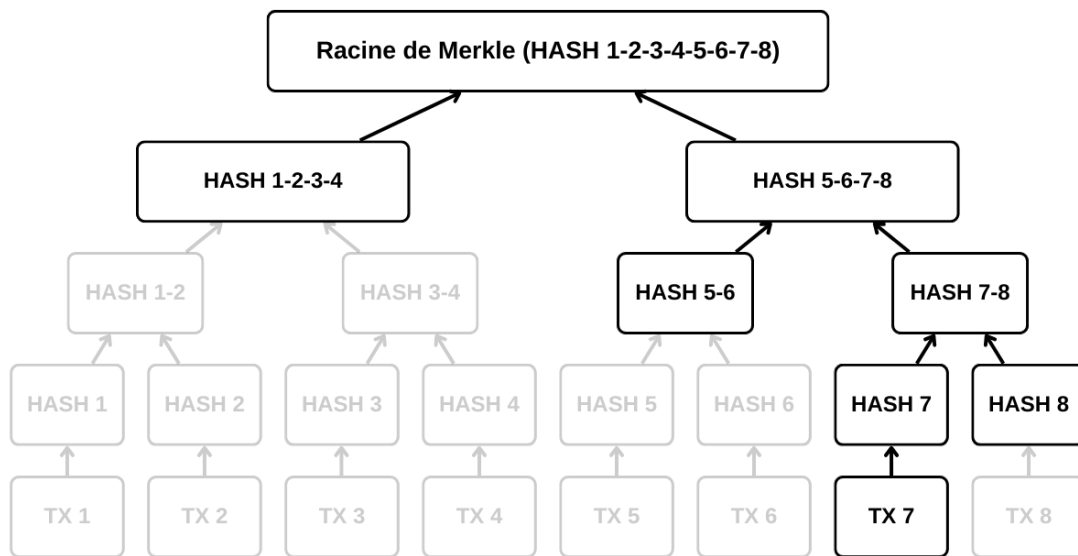 Racine de Merkle (HASH 1-2-3-4-5-6-7-8)
HASH 1-2-3-4
HASH 5-6-7-8
HASH 1-2
HASH 3-4
HASH 5-6
HASH 7-8
HASH 1
HASH 2
HASH 3
HASH 4
HASH 5
HASH 6
HASH 7
HASH 8
TX 1
TX 2
TX 3
TX 4
TX 5
TX 6
TX 7
TX 8